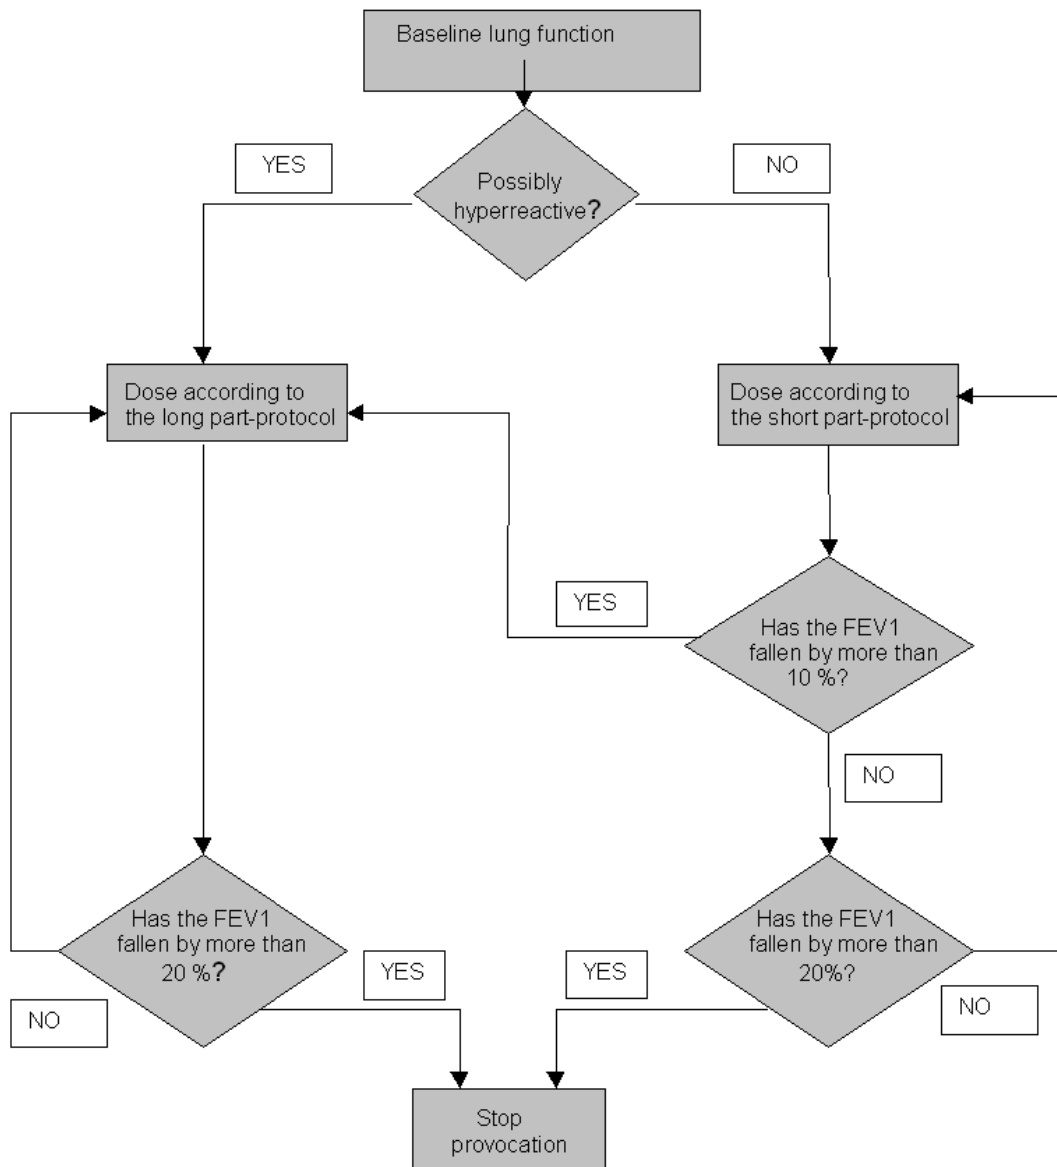 Baseline lung function
YES
NO
Possibly
hyperreactive?
Dose according to
the long part-protocol
Dose according to
the short part-protocol
YES
Has the FEV1
fallen by more than
10 %?
NO
Has the FEV1
fallen by more than
20 %?
YES
NO
Has the FEV1
fallen by more than
20%?
YES
NO
Stop
provocation